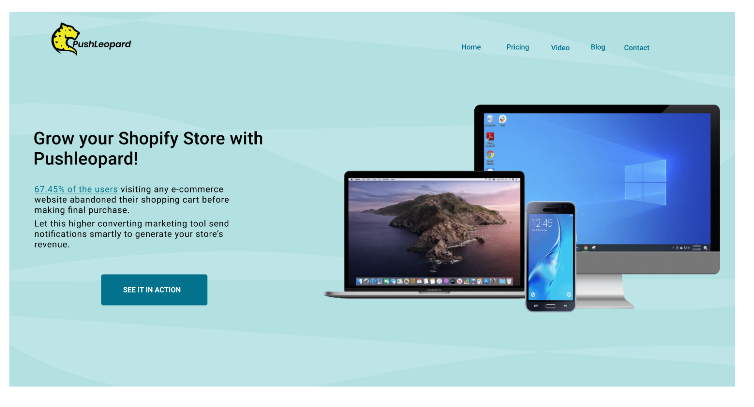 PushLeopard
Home Pricing Video Blog Contact
Grow your Shopify Store with
Pushleopard!
67.45% of the users visiting any e-commerce
website abandoned their shopping cart before
making final purchase.
Let this higher converting marketing tool send
notifications smartly to generate your store's
revenue.
SEE IT IN ACTION
12:45